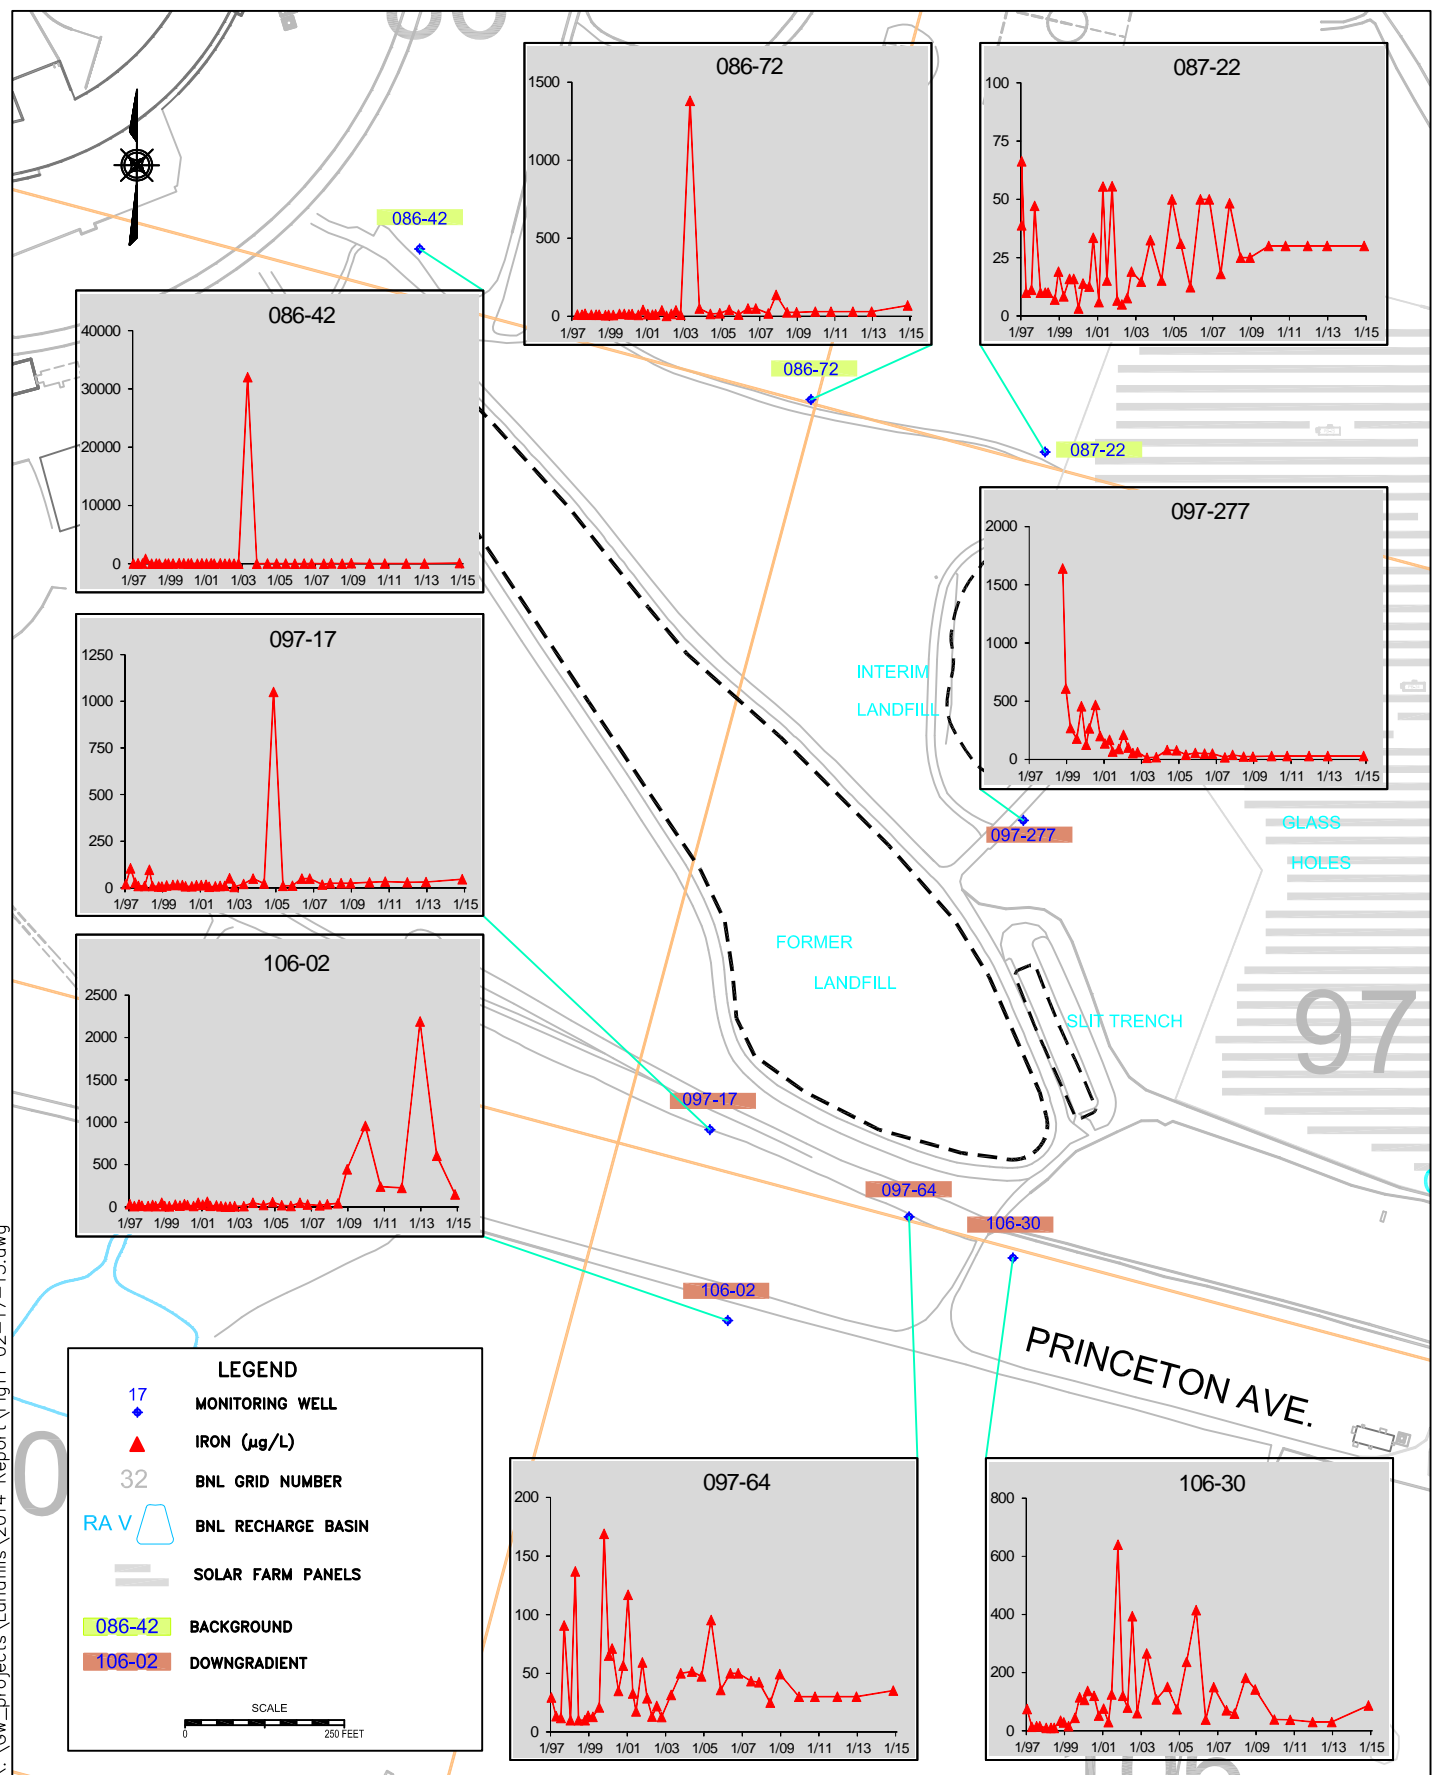 086-72
1500
1000
500
0
1/97 1/99 1/01 1/03 1/05 1/07 1/09 1/11 1/13 1/15
087-22
100
75
50
25
0
1/97 1/99 1/01 1/03 1/05 1/07 1/09 1/11 1/13 1/15
086-42
086-42
40000
30000
20000
10000
0
1/97 1/99 1/01 1/03 1/05 1/07 1/09 1/11 1/13 1/15
086-72
087-22
097-277
2000
1500
1000
500
0
1/97 1/99 1/01 1/03 1/05 1/07 1/09 1/11 1/13 1/15
097-17
1250
1000
750
500
250
0
1/97 1/99 1/01 1/03 1/05 1/07 1/09 1/11 1/13 1/15
INTERIM
LANDFILL
097-277
GLASS
HOLES
106-02
2500
2000
1500
1000
500
0
1/97 1/99 1/01 1/03 1/05 1/07 1/09 1/11 1/13 1/15
FORMER
LANDFILL
SLIT TRENCH
97
097-17
097-64
106-30
106-02
PRINCETON AVE.
LEGEND
17 MONITORING WELL
IRON (µg/L)
32 BNL GRID NUMBER
RA V BNL RECHARGE BASIN
SOLAR FARM PANELS
086-42 BACKGROUND
106-02 DOWNGRADIENT
SCALE
0 250 FEET
097-64
200
150
100
50
0
1/97 1/99 1/01 1/03 1/05 1/07 1/09 1/11 1/13 1/15
106-30
800
600
400
200
0
1/97 1/99 1/01 1/03 1/05 1/07 1/09 1/11 1/13 1/15